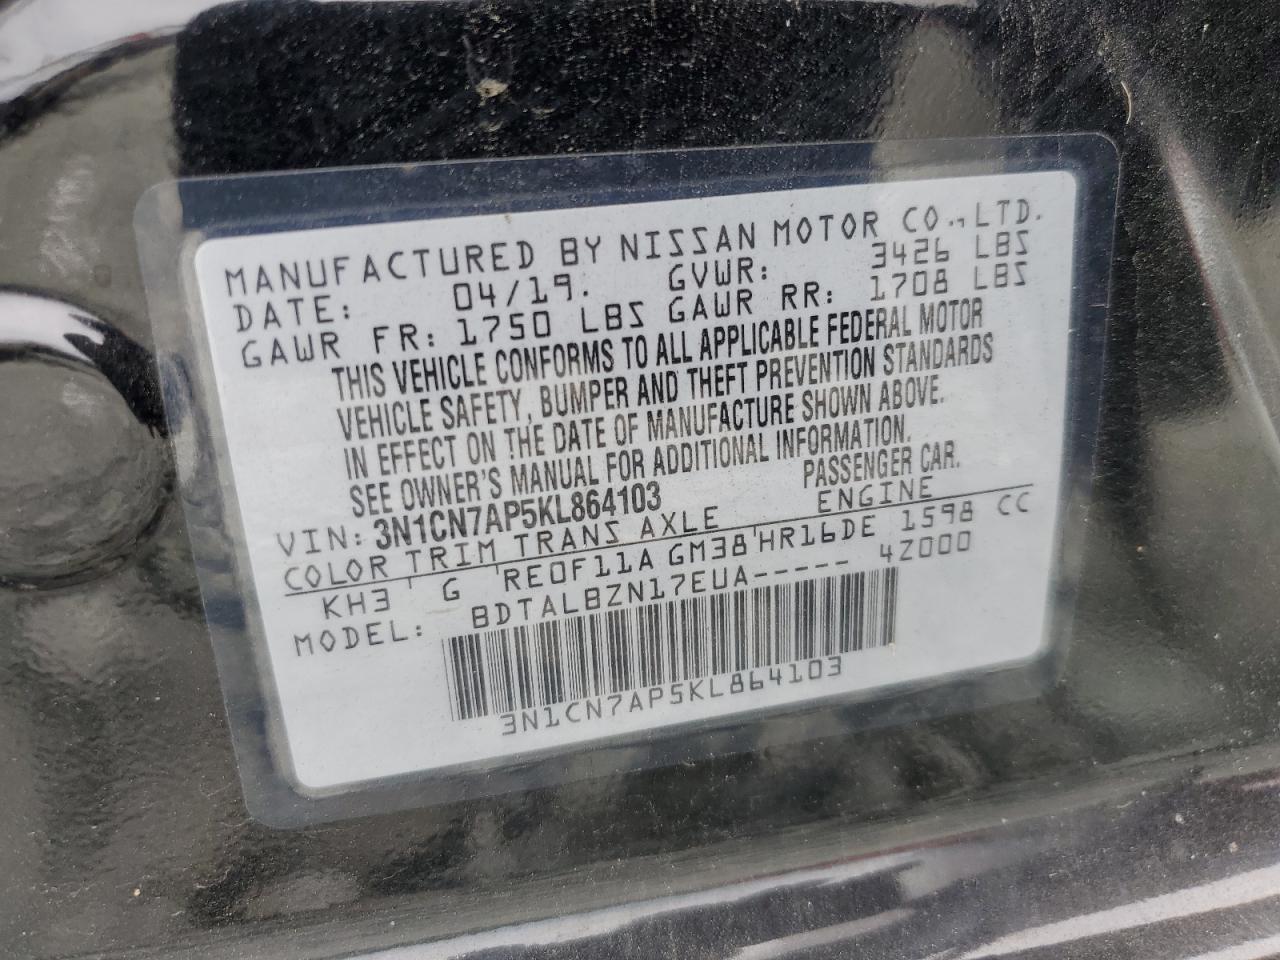 MANUFACTURED BY NISSAN MOTOR CO., LTD.
DATE: 04/19. GVWR: 3426 LBS
GAWR FR: 1750 LBS GAWR RR: 1708 LBS
THIS VEHICLE CONFORMS TO ALL APPLICABLE FEDERAL MOTOR
VEHICLE SAFETY, BUMPER AND THEFT PREVENTION STANDARDS
IN EFFECT ON THE DATE OF MANUFACTURE SHOWN ABOVE.
SEE OWNER'S MANUAL FOR ADDITIONAL INFORMATION.
VIN: 3N1CN7AP5KL864103 PASSENGER CAR.
COLOR TRIM TRANS AXLE ENGINE
KH3 ' G RE0F11A GM38 ' HR16DE 1598 CC
MODEL: BDTALBZN17EUA----- 4Z000
3N1CN7AP5KL864103